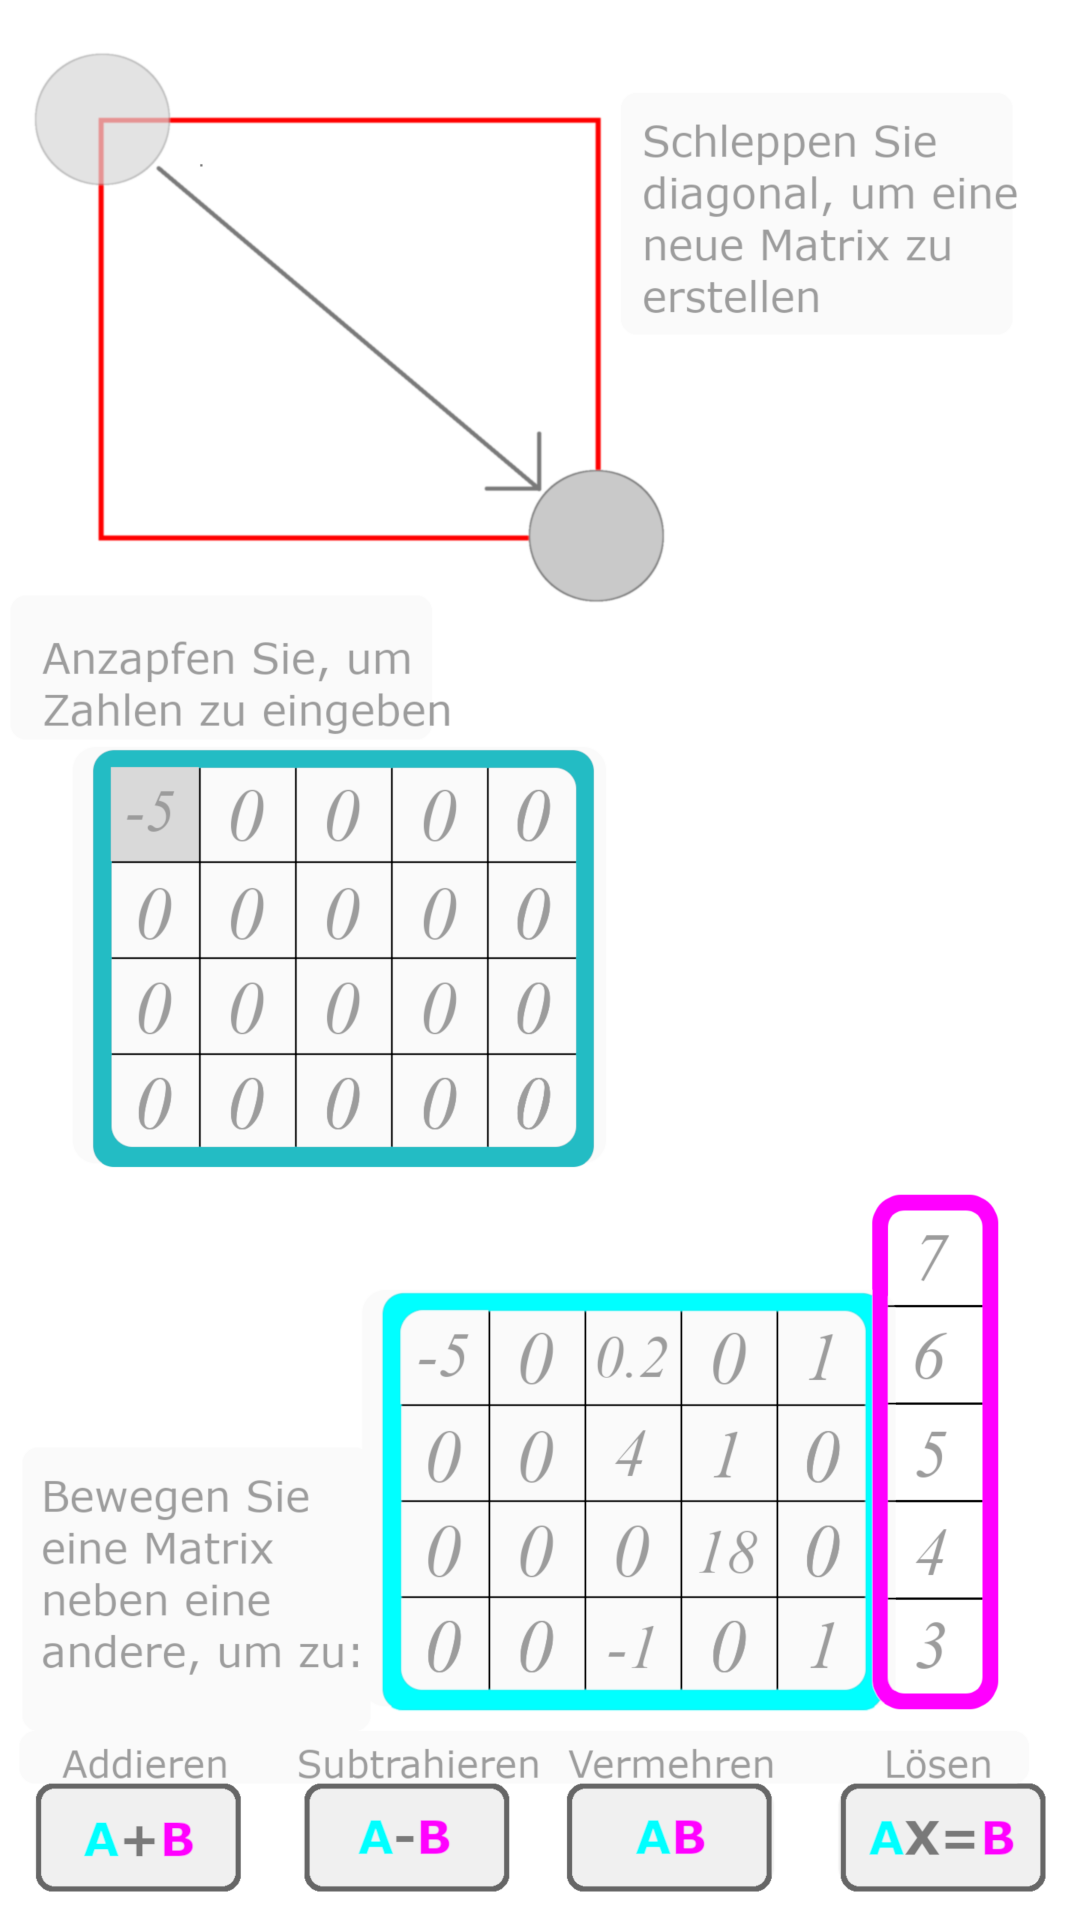 Schleppen Sie
diagonal, um eine
neue Matrix zu
erstellen
Anzapfen Sie, um
Zahlen zu eingeben
-5 0 0 0 0
0 0 0 0 0
0 0 0 0 0
0 0 0 0 0
7
6
5
4
3
-5 0 0.2 0 1
0 0 4 1 0
0 0 0 18 0
0 0 -1 0 1
Bewegen Sie
eine Matrix
neben eine
andere, um zu:
Addieren Subtrahieren Vermehren Lösen
A+B A-B AB AX=B